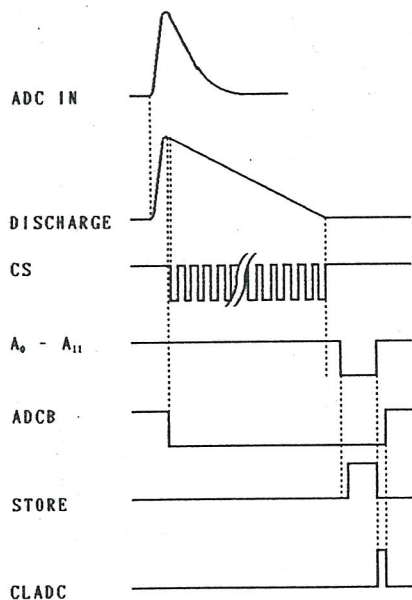 ADC IN
DISCHARGE
CS
A₀ - A₁₁
ADCB
STORE
CLADC